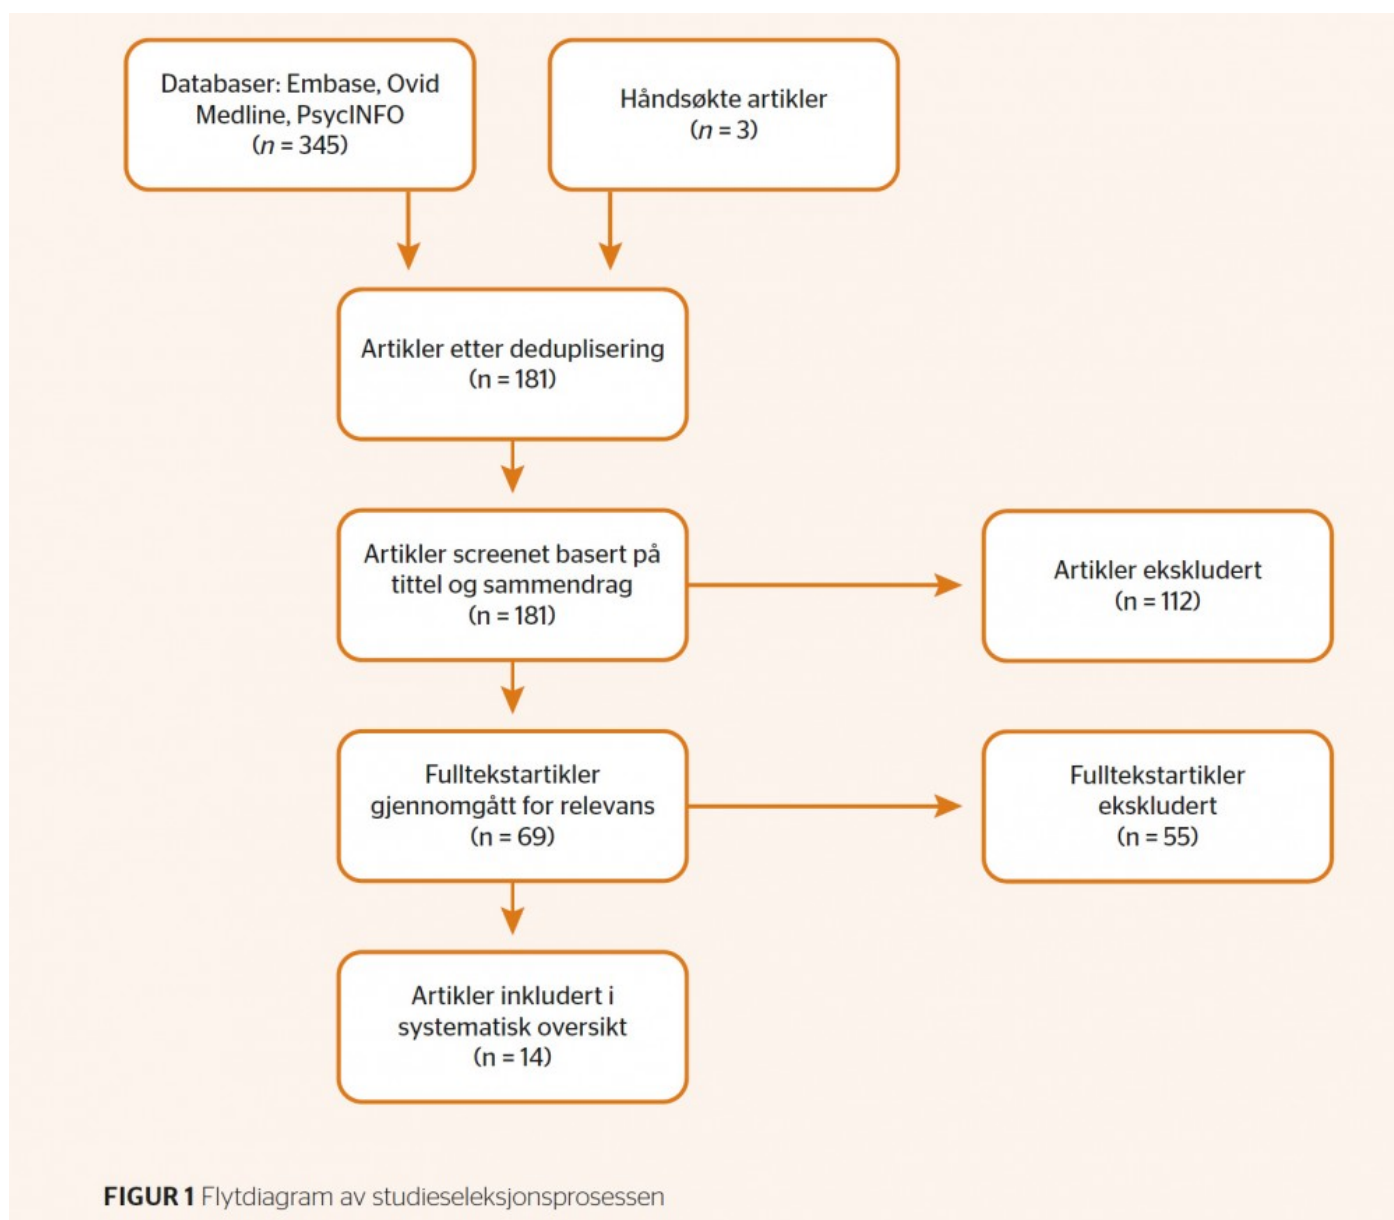 Databaser: Embase, Ovid
Medline, PsycINFO
(n = 345)
Håndsøkte artikler
(n = 3)
Artikler etter deduplisering
(n = 181)
Artikler screenet basert på
tittel og sammendrag
(n = 181)
Artikler ekskludert
(n = 112)
Fulltekstartikler
gjennomgått for relevans
(n = 69)
Fulltekstartikler
ekskludert
(n = 55)
Artikler inkludert i
systematisk oversikt
(n = 14)
FIGUR 1 Flytdiagram av studieseleksjonsprosessen